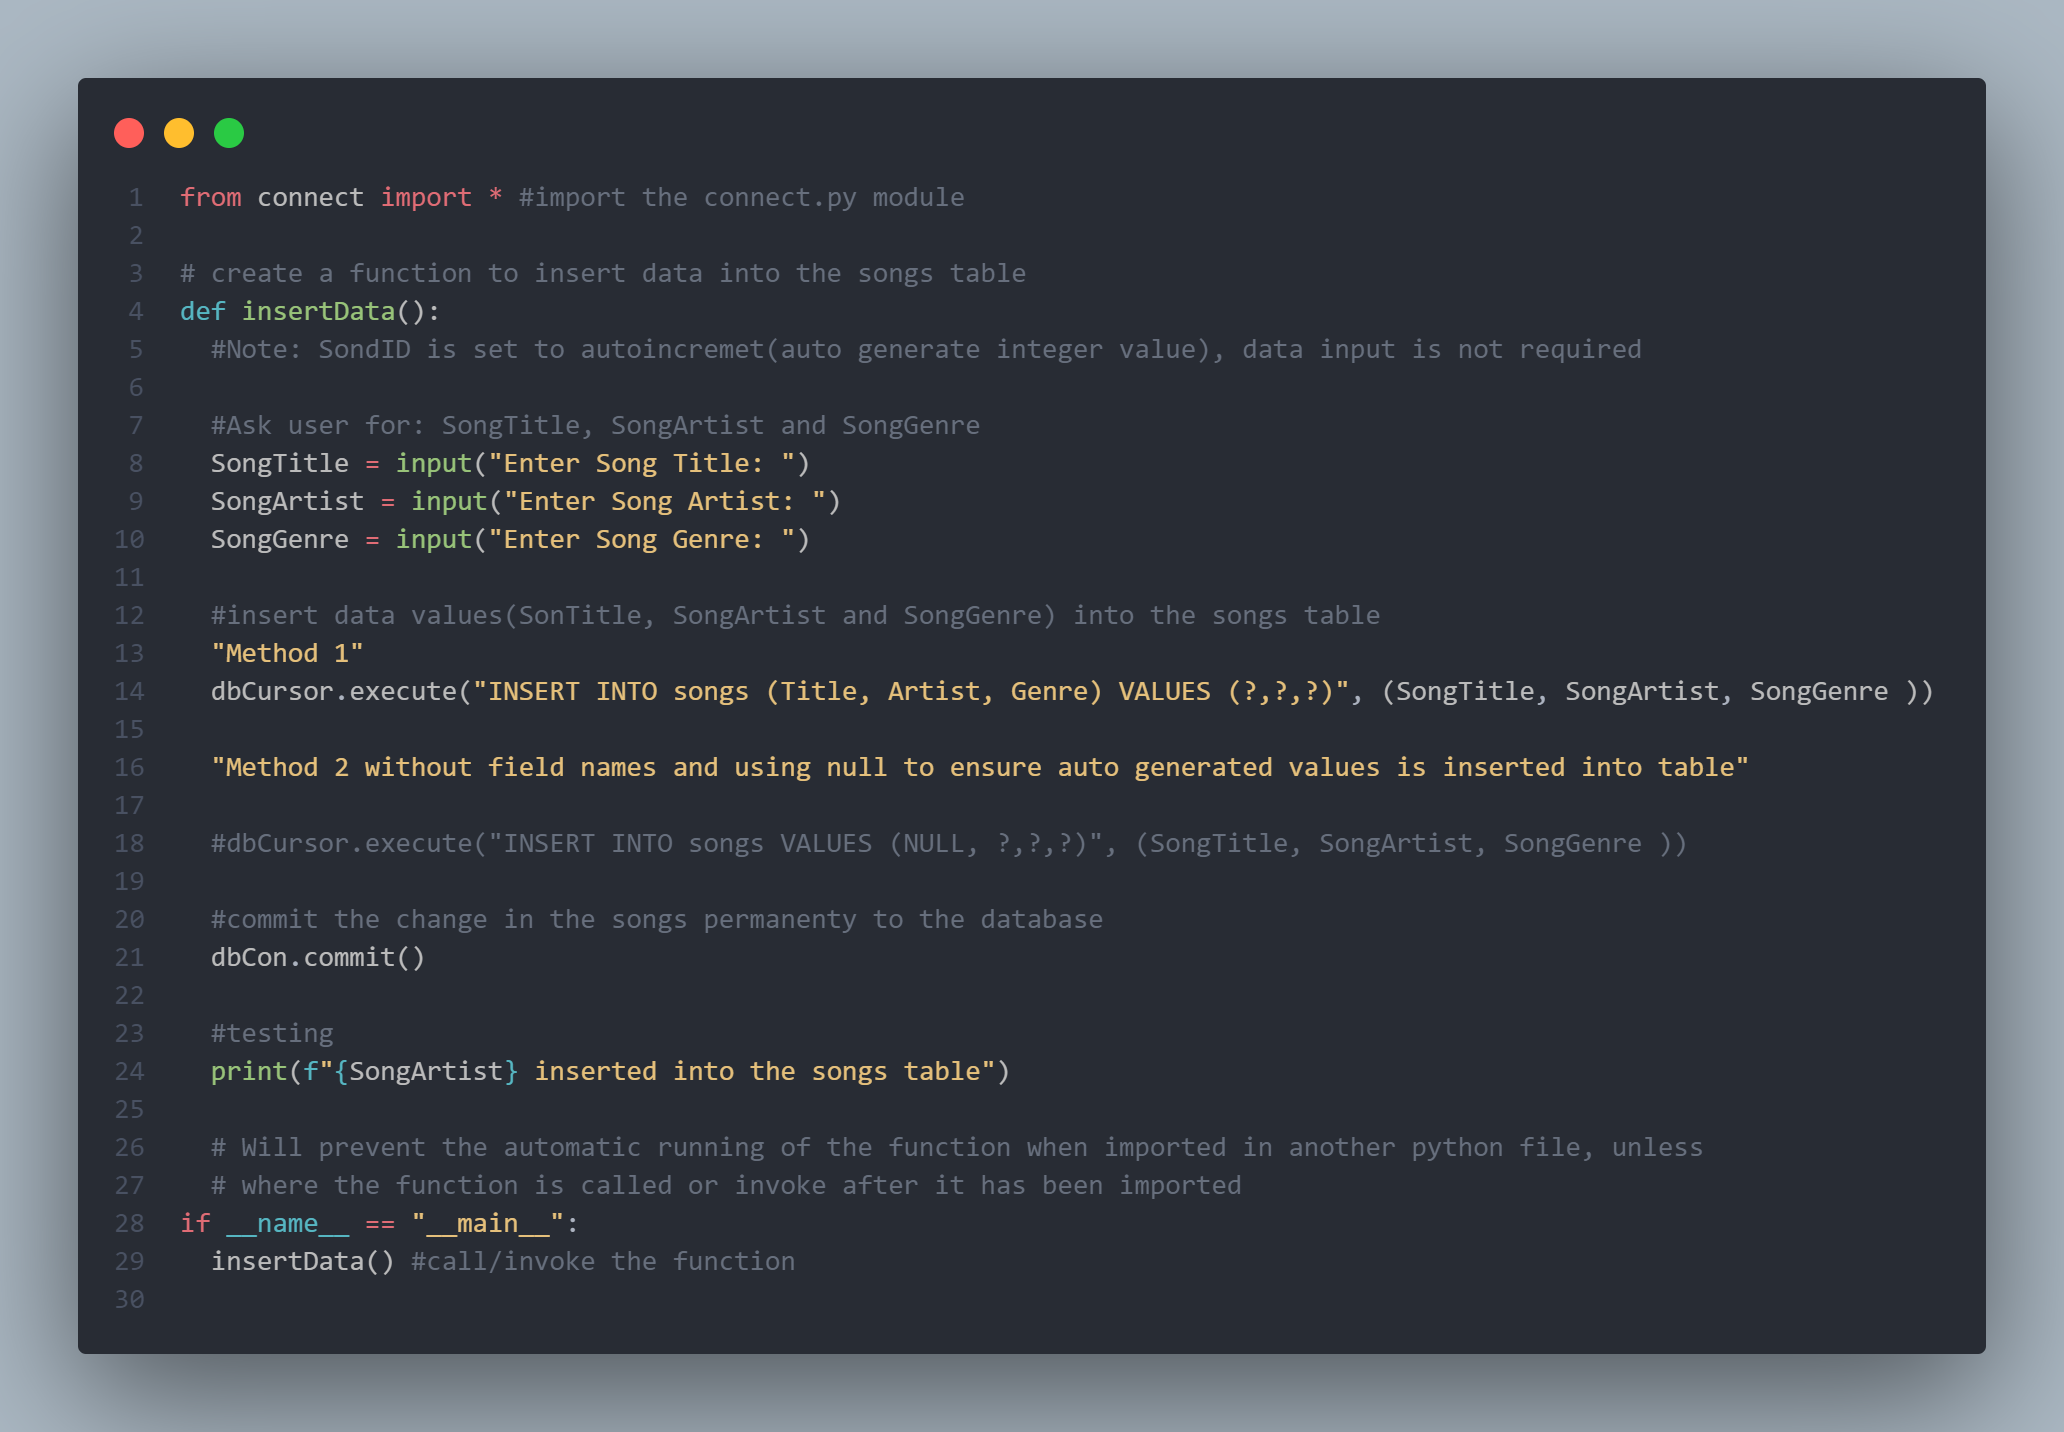 1 from connect import * #import the connect.py module
2
3 # create a function to insert data into the songs table
4 def insertData():
5   #Note: SondID is set to autoincremet(auto generate integer value), data input is not required
6
7   #Ask user for: SongTitle, SongArtist and SongGenre
8   SongTitle = input("Enter Song Title: ")
9   SongArtist = input("Enter Song Artist: ")
10   SongGenre = input("Enter Song Genre: ")
11
12   #insert data values(SonTitle, SongArtist and SongGenre) into the songs table
13   "Method 1"
14   dbCursor.execute("INSERT INTO songs (Title, Artist, Genre) VALUES (?,?,?)", (SongTitle, SongArtist, SongGenre ))
15
16   "Method 2 without field names and using null to ensure auto generated values is inserted into table"
17
18   #dbCursor.execute("INSERT INTO songs VALUES (NULL, ?,?,?)", (SongTitle, SongArtist, SongGenre ))
19
20   #commit the change in the songs permanenty to the database
21   dbCon.commit()
22
23   #testing
24   print(f"{SongArtist} inserted into the songs table")
25
26   # Will prevent the automatic running of the function when imported in another python file, unless
27   # where the function is called or invoke after it has been imported
28 if __name__ == "__main__":
29   insertData() #call/invoke the function
30